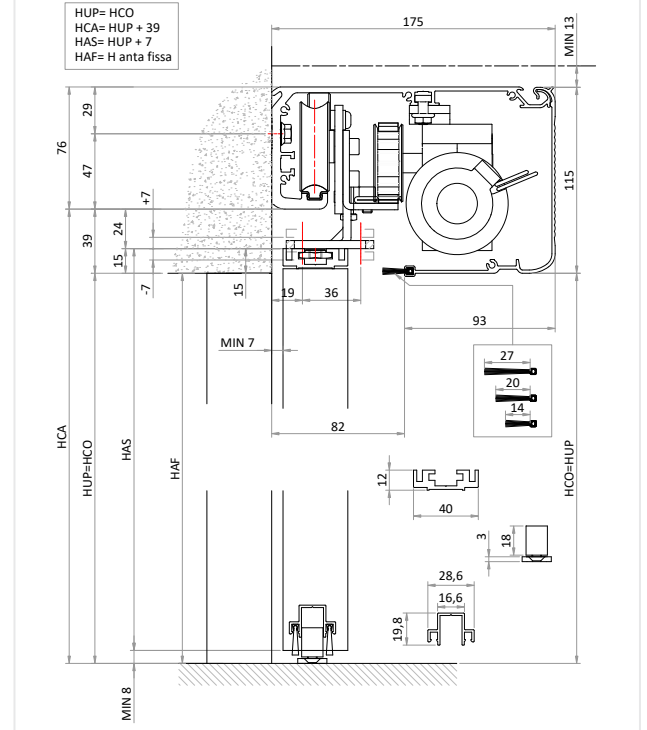 HUP= HCO
HCA= HUP + 39
HAS= HUP + 7
HAF= H anta fissa
175
MIN 13
29
76
47
115
+7
24
39
15
-7
15
19
36
93
MIN 7
27
20
14
82
HCA
HUP=HCO
HAS
HAF
HCO=HUP
12
40
3
18
28,6
16,6
19,8
MIN 8